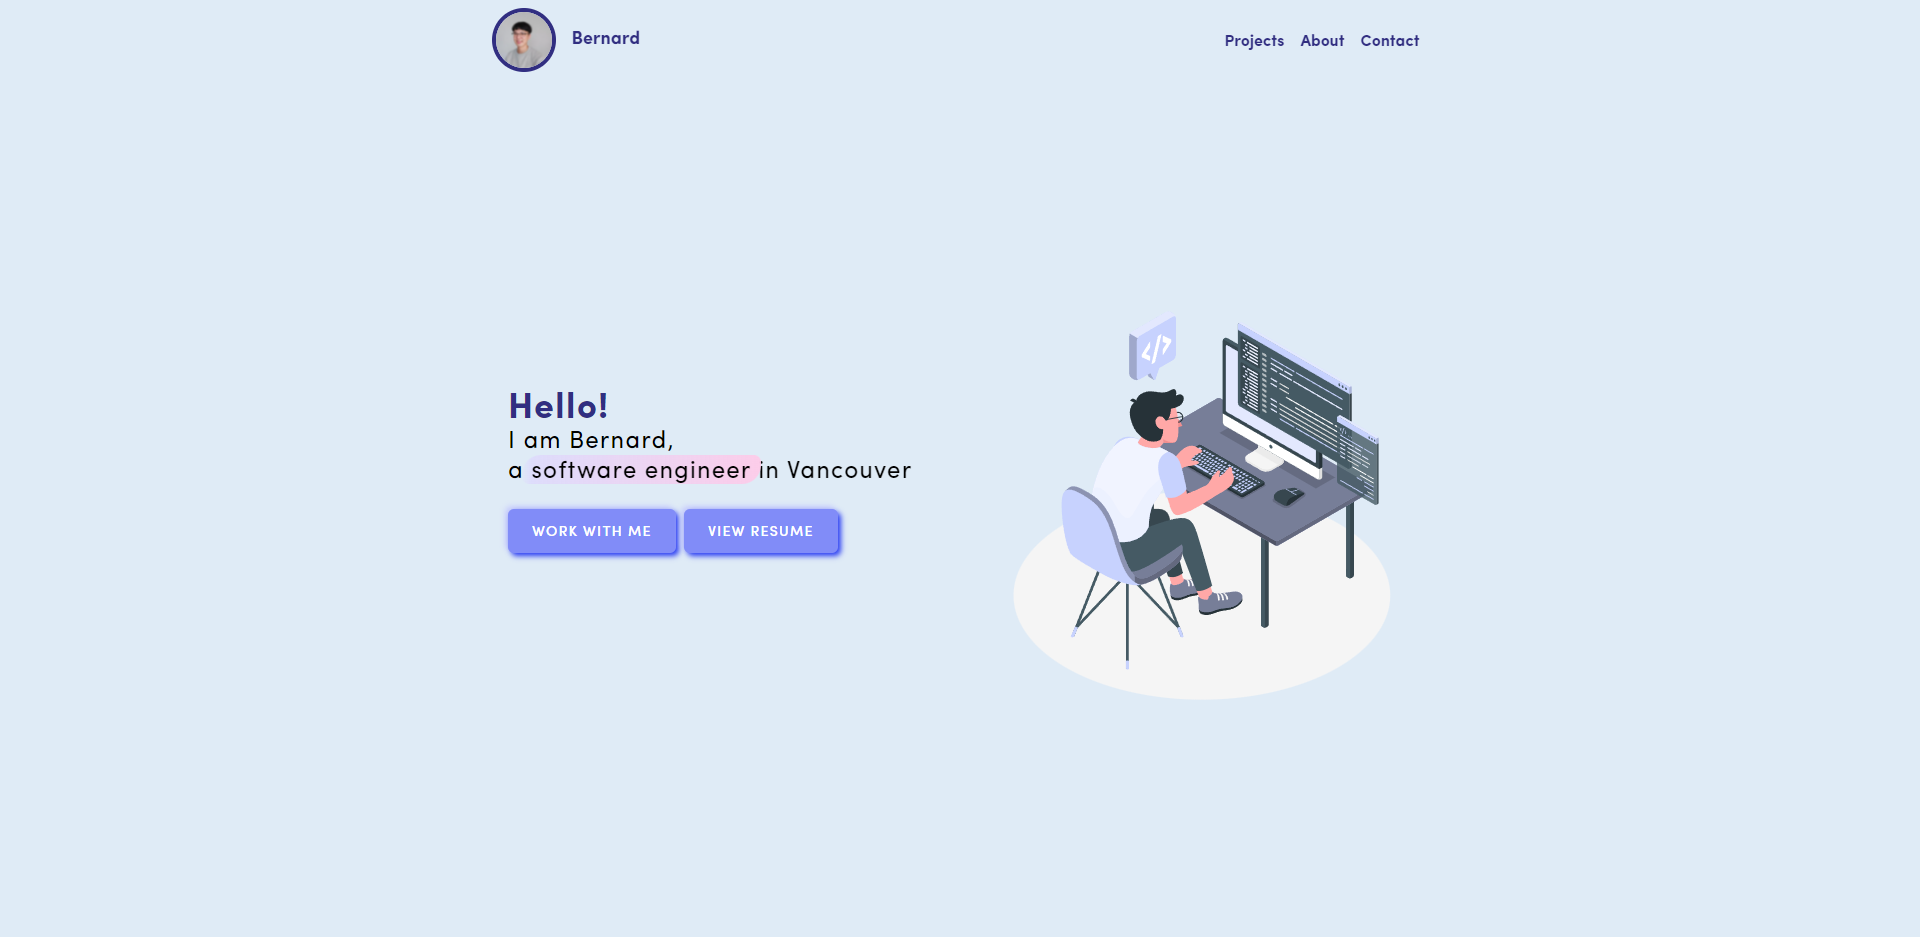 Bernard
Projects About Contact
Hello!
I am Bernard,
a software engineer in Vancouver
WORK WITH ME VIEW RESUME
</>